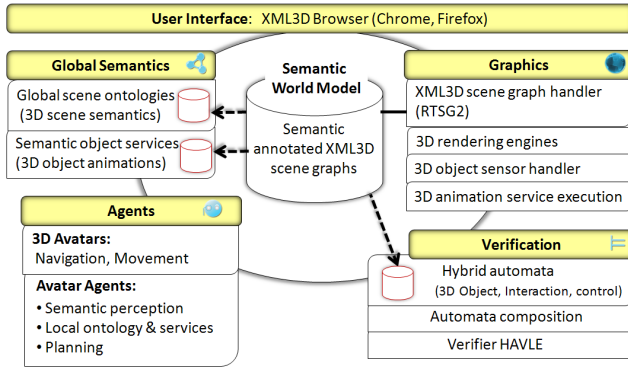 User Interface: XML3D Browser (Chrome, Firefox)
Global Semantics
Global scene ontologies
(3D scene semantics)
Semantic object services
(3D object animations)
Semantic
World Model
Semantic
annotated XML3D
scene graphs
Graphics
XML3D scene graph handler
(RTSG2)
3D rendering engines
3D object sensor handler
3D animation service execution
Agents
3D Avatars:
Navigation, Movement
Avatar Agents:
• Semantic perception
• Local ontology & services
• Planning
Verification
Hybrid automata
(3D Object, Interaction, control)
Automata composition
Verifier HAVLE